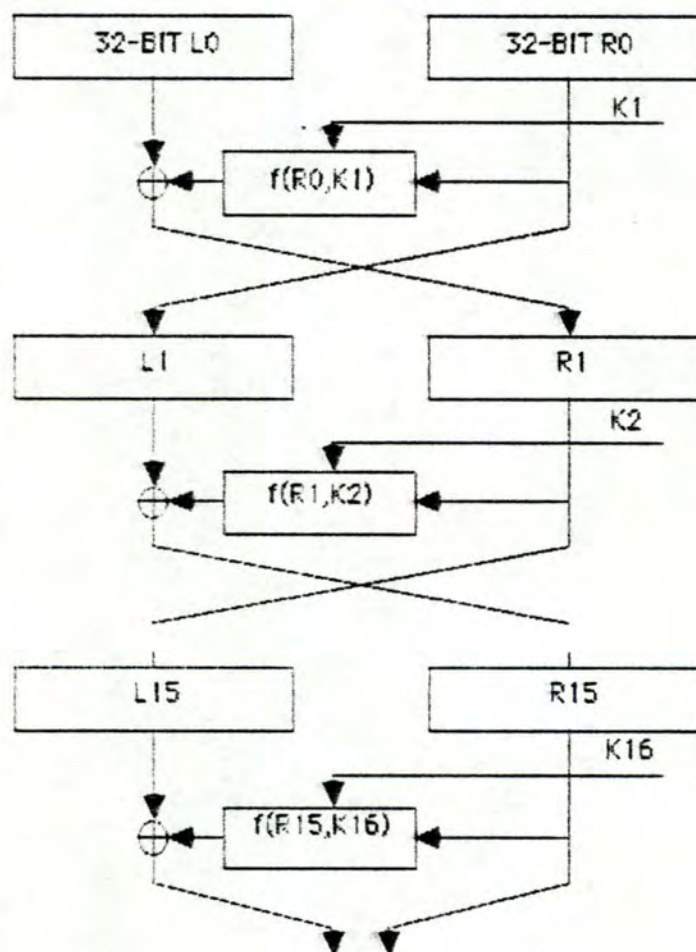 32-BIT L0 32-BIT R0
K1
f(R0,K1)
L1 R1
K2
f(R1,K2)
L15 R15
K16
f(R15,K16)